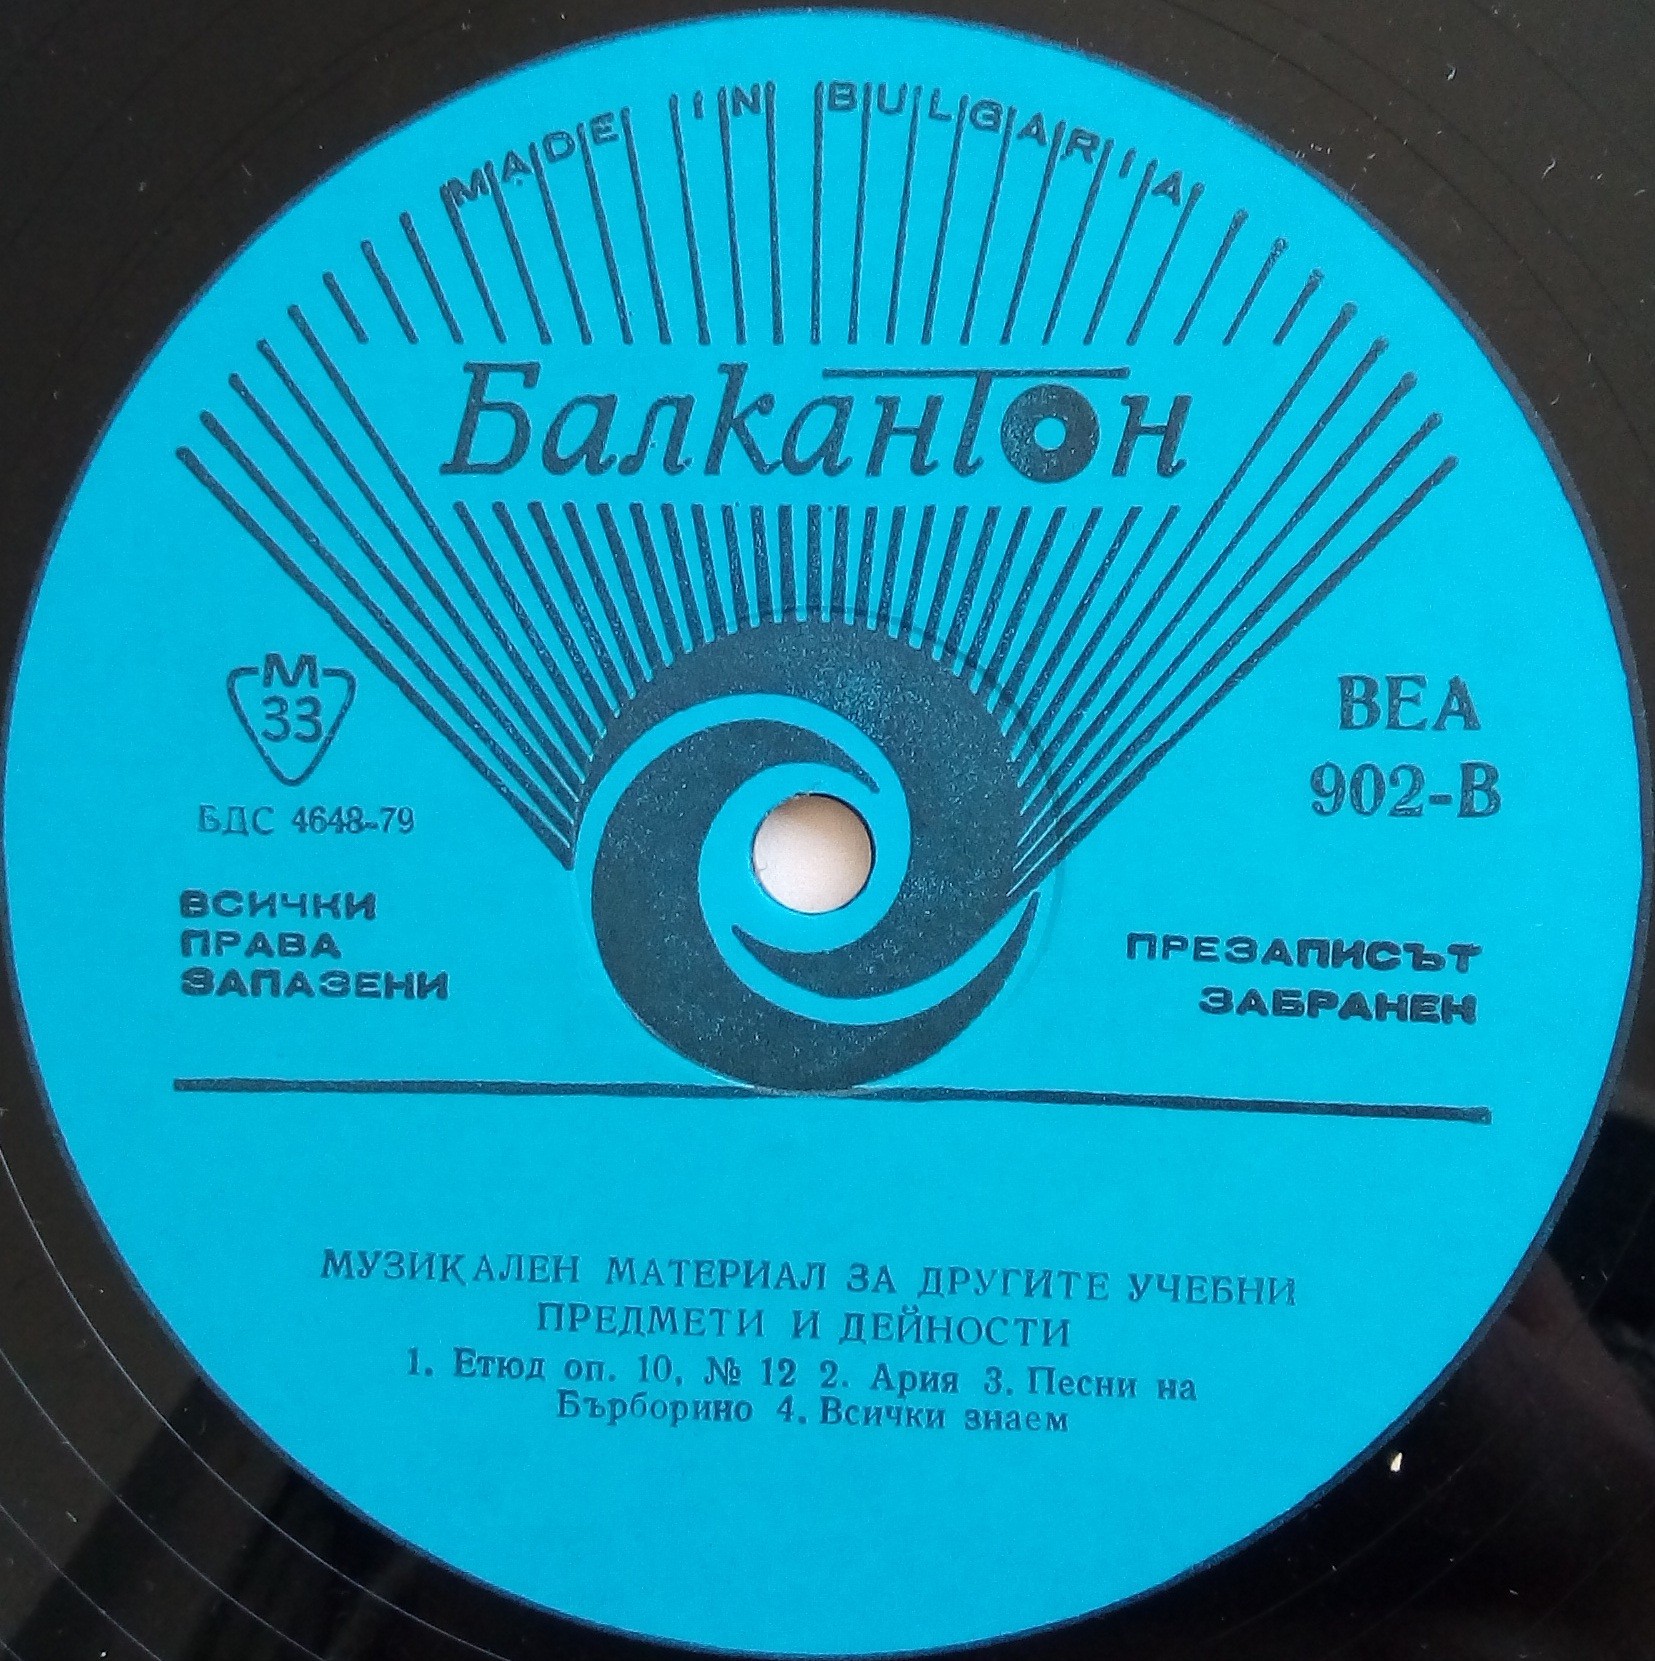 MADE IN BULGARIA
Балкантон
М
33
БДС 4648-79
ВСИЧКИ
ПРАВА
ЗАПАЗЕНИ
ВЕА
902-В
ПРЕЗАПИСЪТ
ЗАБРАНЕН
МУЗИКАЛЕН МАТЕРИАЛ ЗА ДРУГИТЕ УЧЕБНИ
ПРЕДМЕТИ И ДЕЙНОСТИ
1. Етюд оп. 10, № 12 2. Ария 3. Песни на
Бърборино 4. Всички знаем